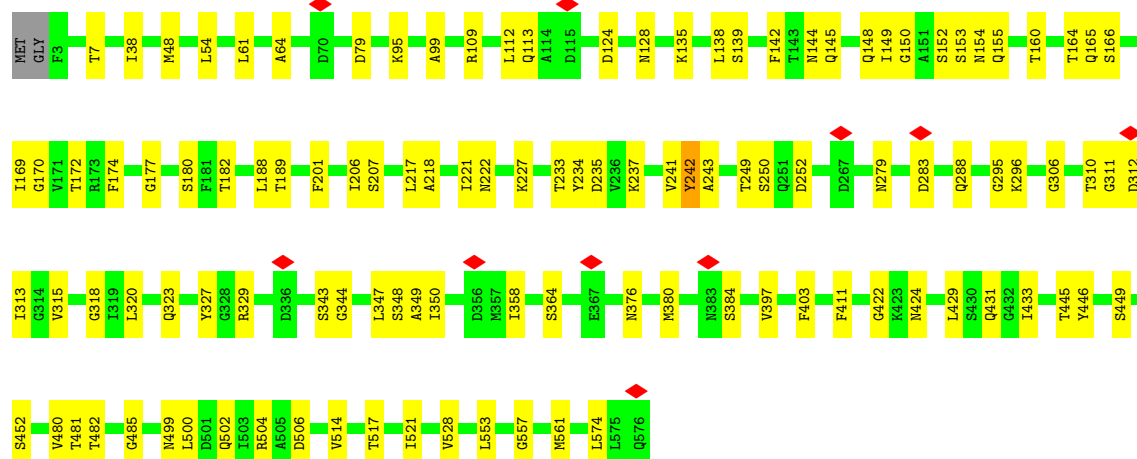 MET GLY F3 T7 I38 M48 L54 L61 A64 D70 D79 K95 A99 R109 L112 Q113 A114 D115 D124 N128 K135 L138 S139 F142 T143 N144 Q145 Q148 I149 G150 A151 S152 S153 N154 Q155 T160 T164 Q165 S166
I169 G170 V171 T172 R173 F174 G177 S180 F181 T182 L188 T189 F201 I206 S207 L217 A218 I221 N222 K227 T233 Y234 D235 V236 K237 V241 Y242 A243 T249 S250 Q251 D252 D267 N279 D283 Q288 G295 K296 G306 T310 G311 D312
I313 G314 V315 G318 I319 L320 Q323 Y327 G328 R329 D336 S343 G344 L347 S348 A349 I350 D356 M357 I358 S364 E367 N376 M380 N383 S384 V397 F403 F411 G422 K423 N424 L429 S430 Q431 G432 I433 T445 Y446 S449
S452 V480 T481 T482 G485 N499 L500 D501 Q502 I503 R504 A505 D506 V514 T517 I521 V528 L553 G557 M561 L574 L575 Q576